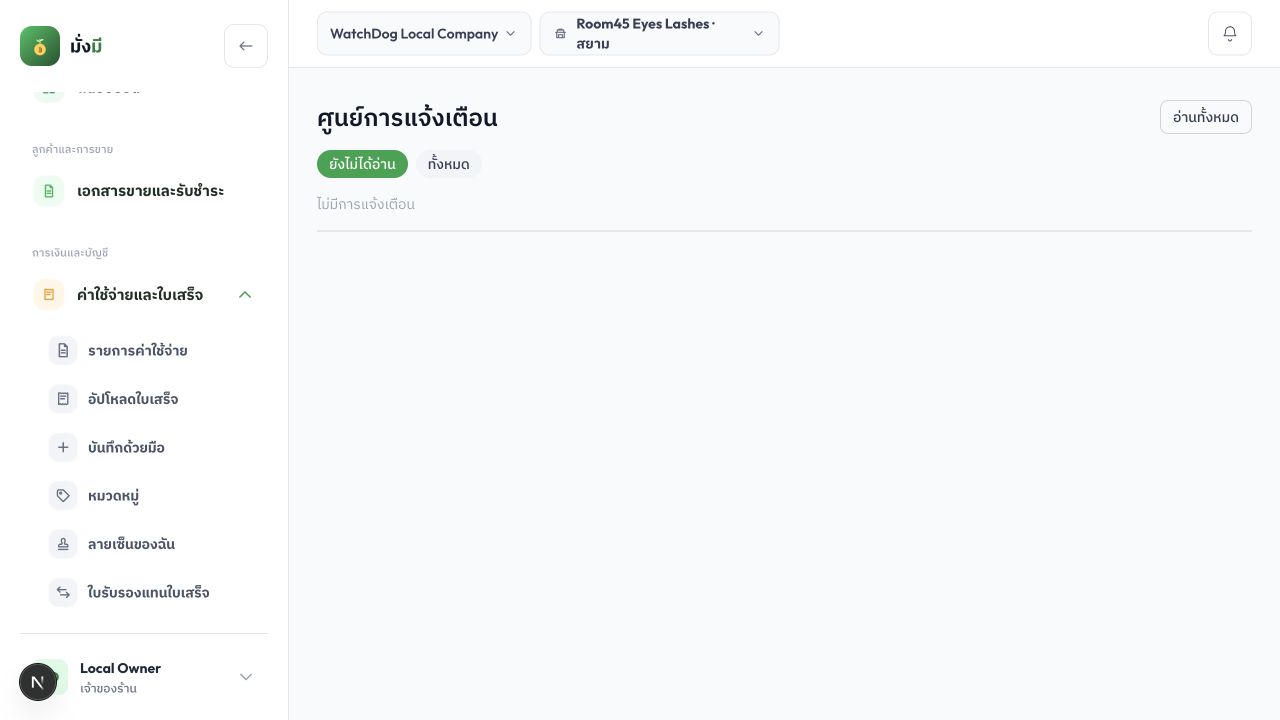 มั่งมี
ลูกค้าและการขาย
เอกสารขายและรับชำระ
การเงินและบัญชี
ค่าใช้จ่ายและใบเสร็จ
รายการค่าใช้จ่าย
อัปโหลดใบเสร็จ
บันทึกด้วยมือ
หมวดหมู่
ลายเซ็นของฉัน
ใบรับรองแทนใบเสร็จ
N
Local Owner
เจ้าของร้าน
WatchDog Local Company
Room45 Eyes Lashes ·
สยาม
ศูนย์การแจ้งเตือน
อ่านทั้งหมด
ยังไม่ได้อ่าน
ทั้งหมด
ไม่มีการแจ้งเตือน